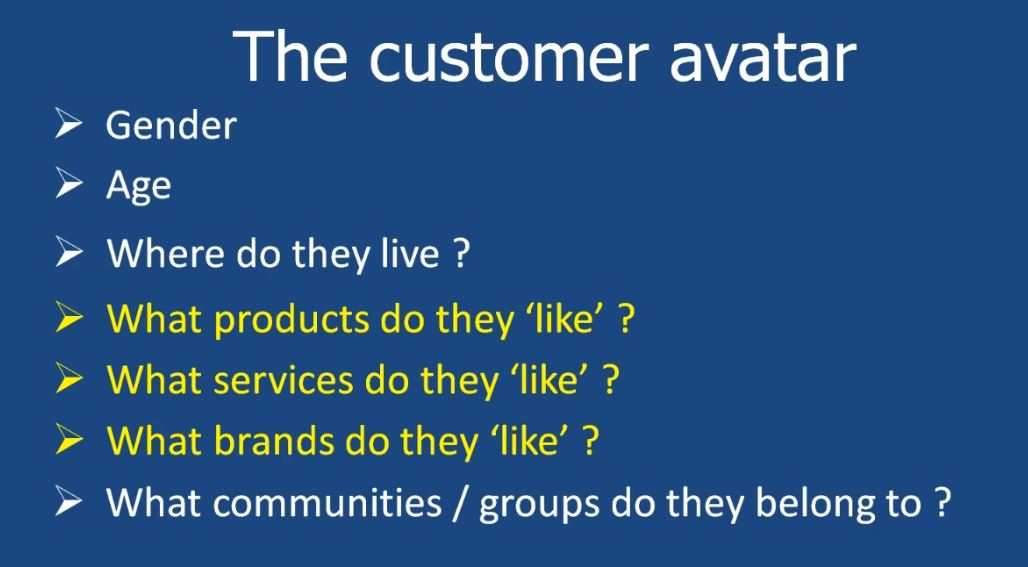 The customer avatar
Gender
Age
Where do they live ?
What products do they ‘like’ ?
What services do they ‘like’ ?
What brands do they ‘like’ ?
What communities / groups do they belong to ?